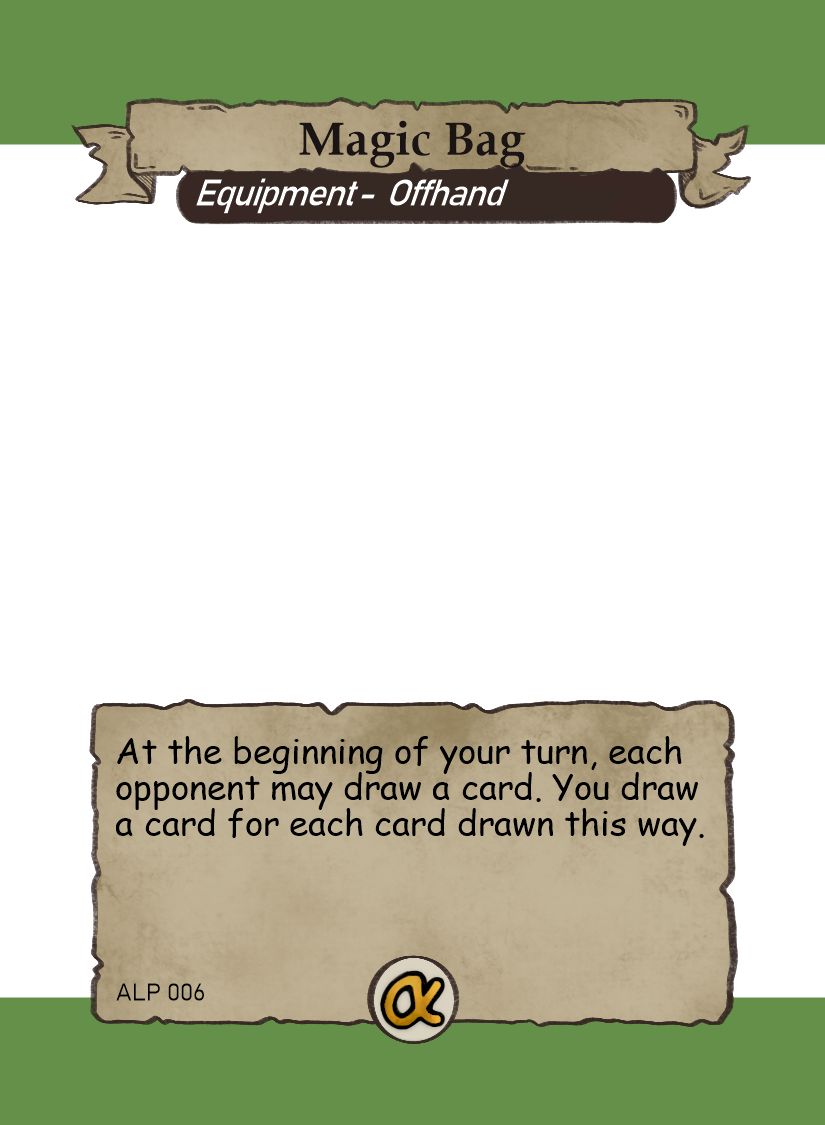 Magic Bag
Equipment - Offhand
At the beginning of your turn, each
opponent may draw a card. You draw
a card for each card drawn this way.
ALP 006
α